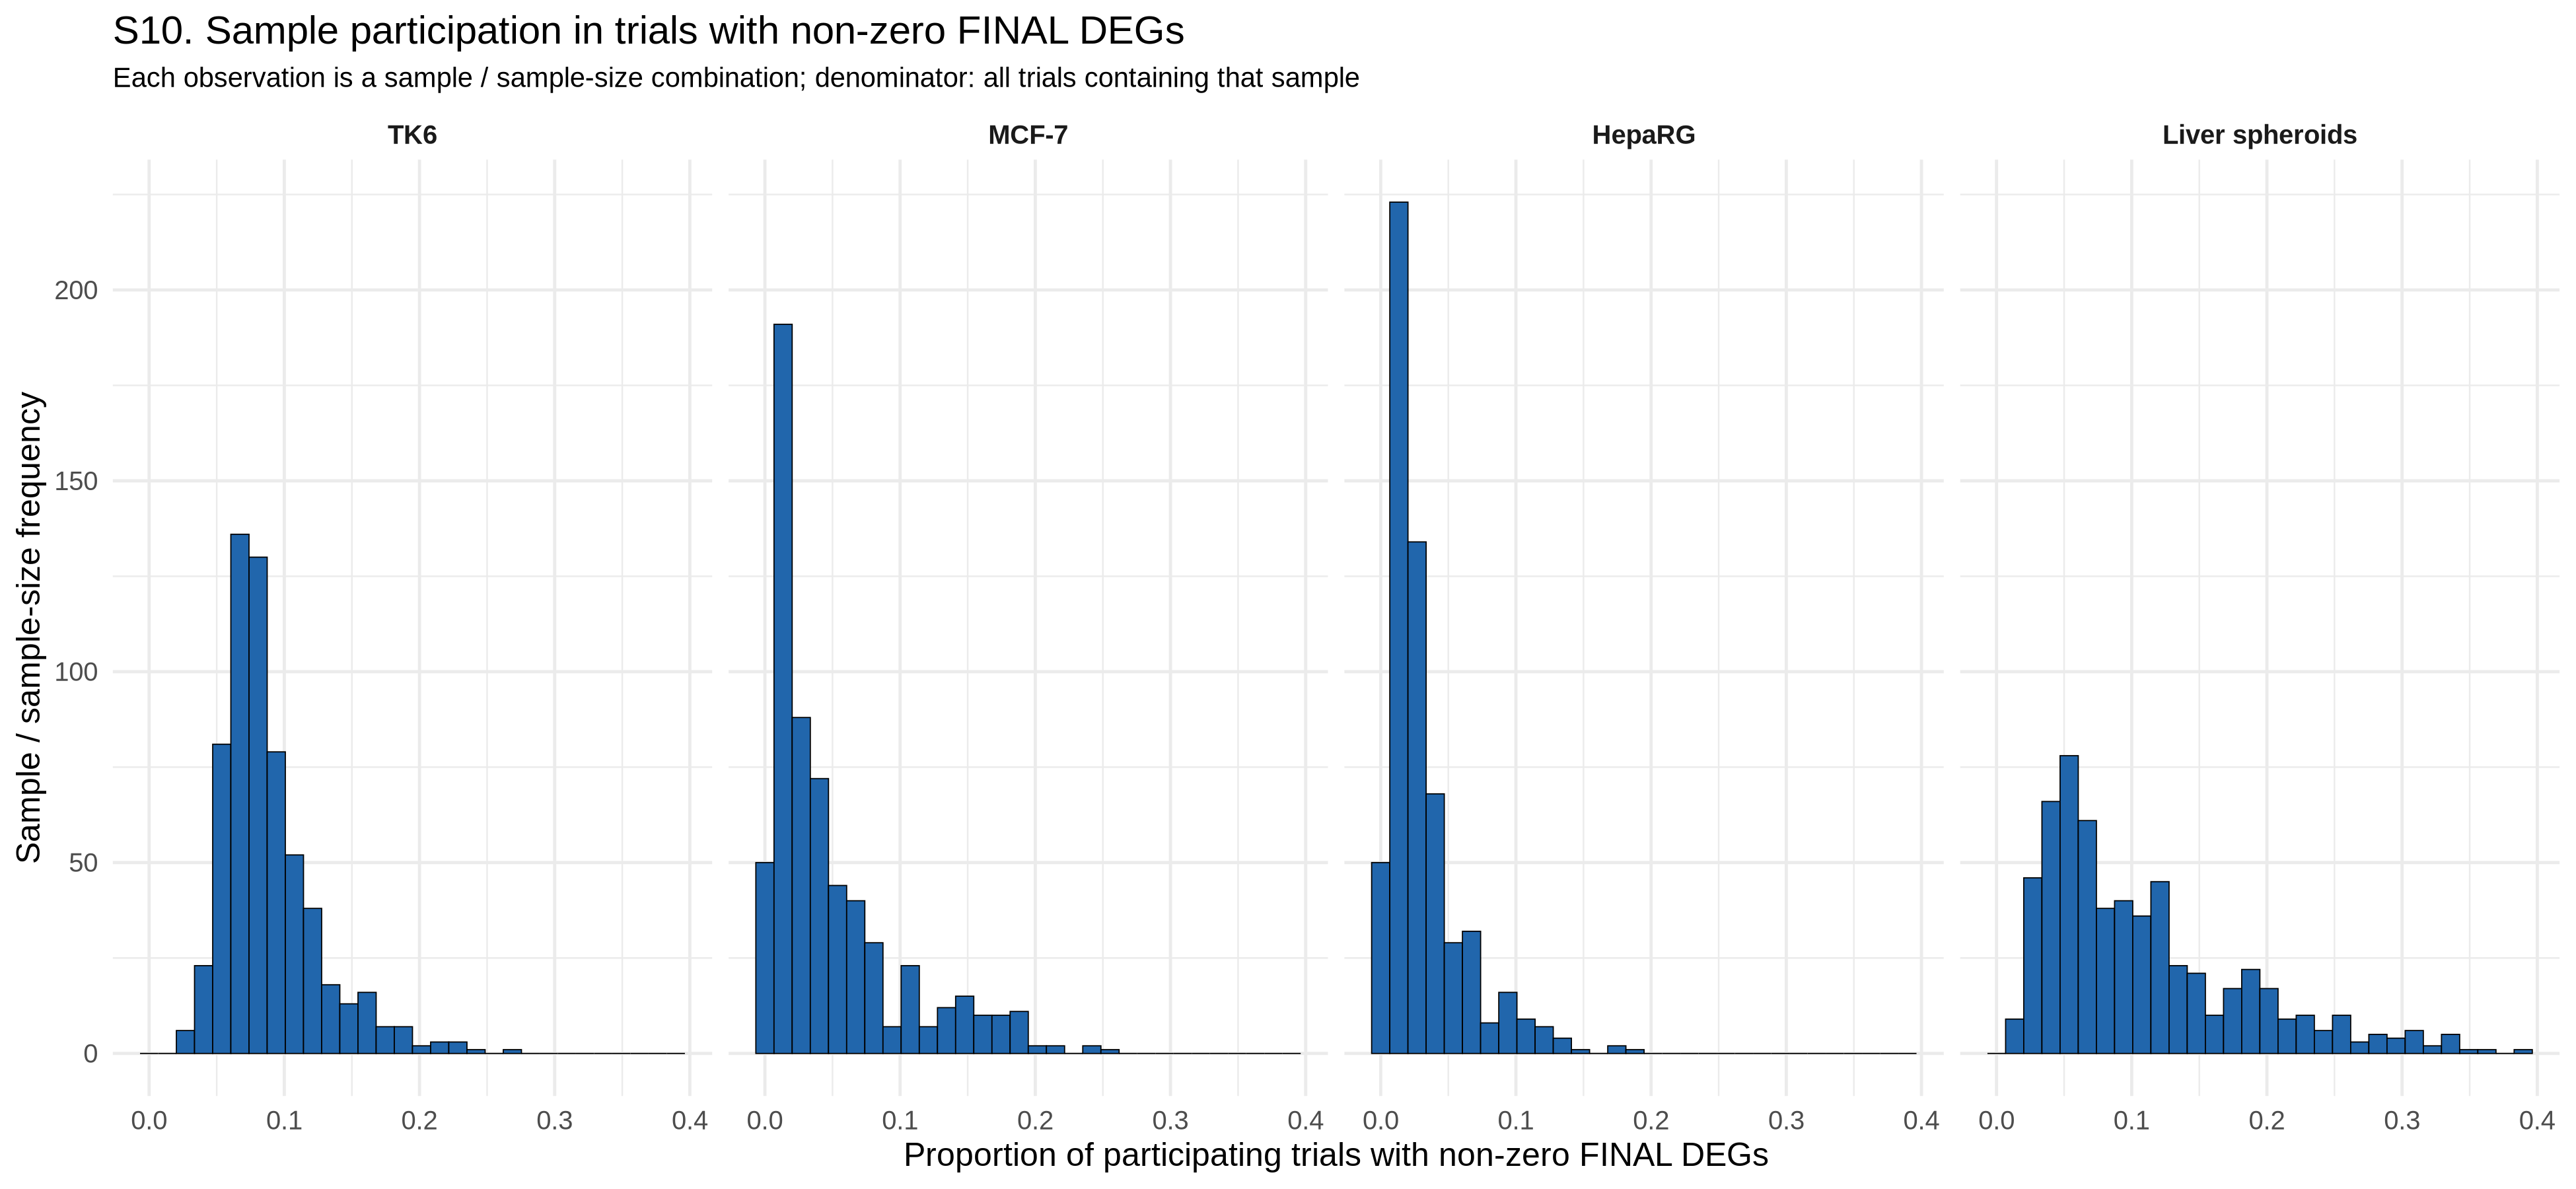 S10. Sample participation in trials with non-zero FINAL DEGs
Each observation is a sample / sample-size combination; denominator: all trials containing that sample
TK6 MCF-7 HepaRG Liver spheroids
Sample / sample-size frequency
200
150
100
50
0
0.0 0.1 0.2 0.3 0.4 0.0 0.1 0.2 0.3 0.4 0.0 0.1 0.2 0.3 0.4 0.0 0.1 0.2 0.3 0.4
Proportion of participating trials with non-zero FINAL DEGs